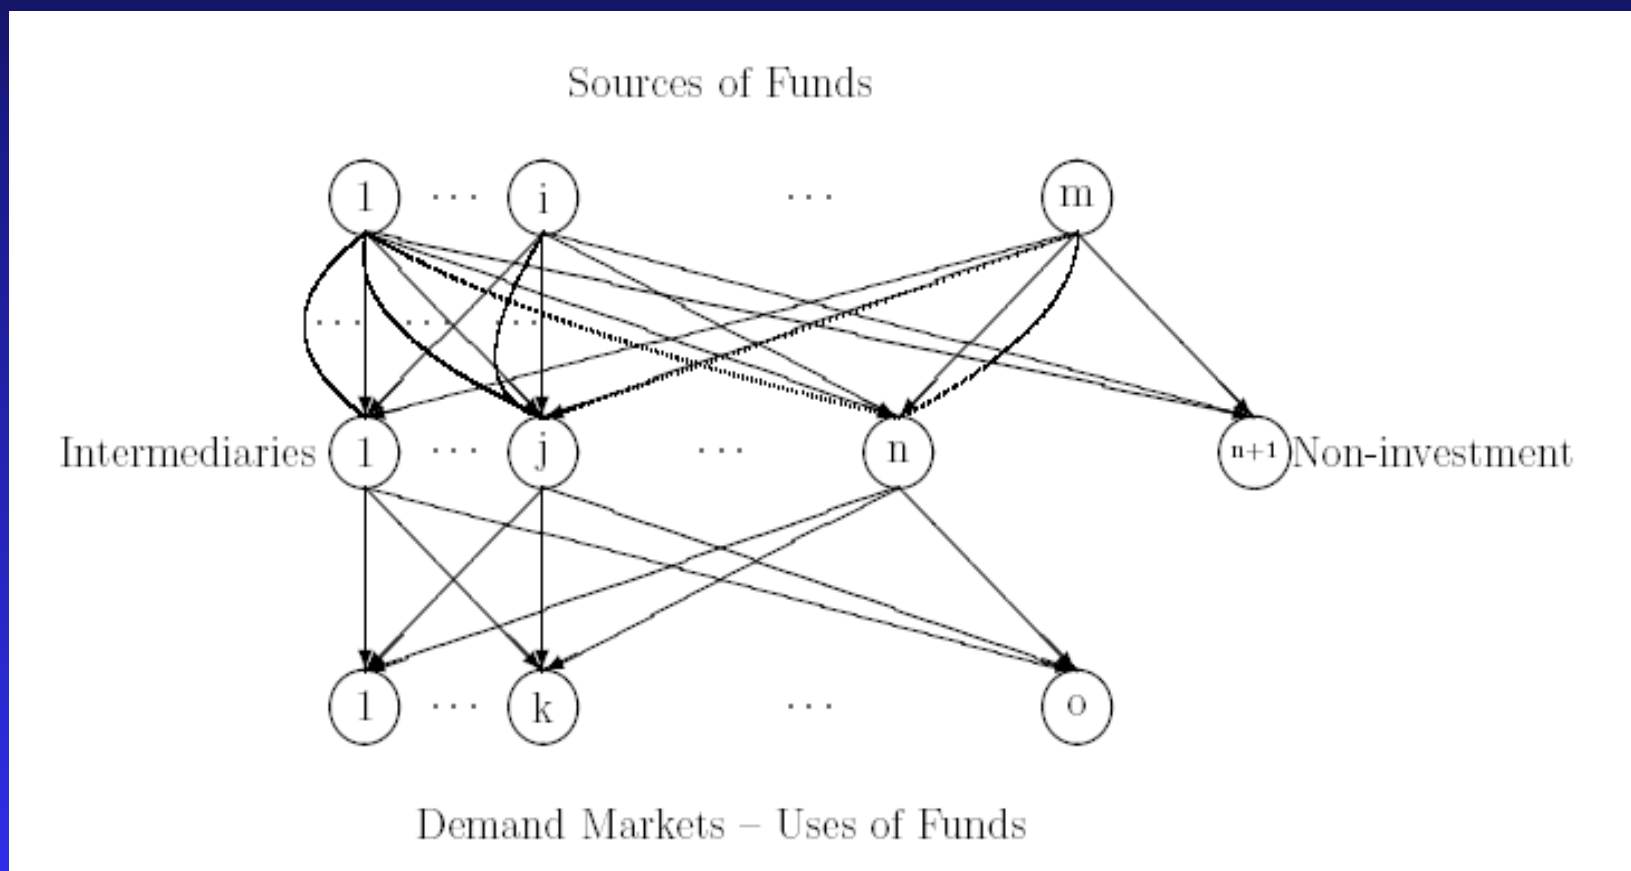 Sources of Funds
1 ··· i ··· m
··· ··· ···
Intermediaries 1 ··· j ··· n n+1 Non-investment
1 ··· k ··· o
Demand Markets – Uses of Funds